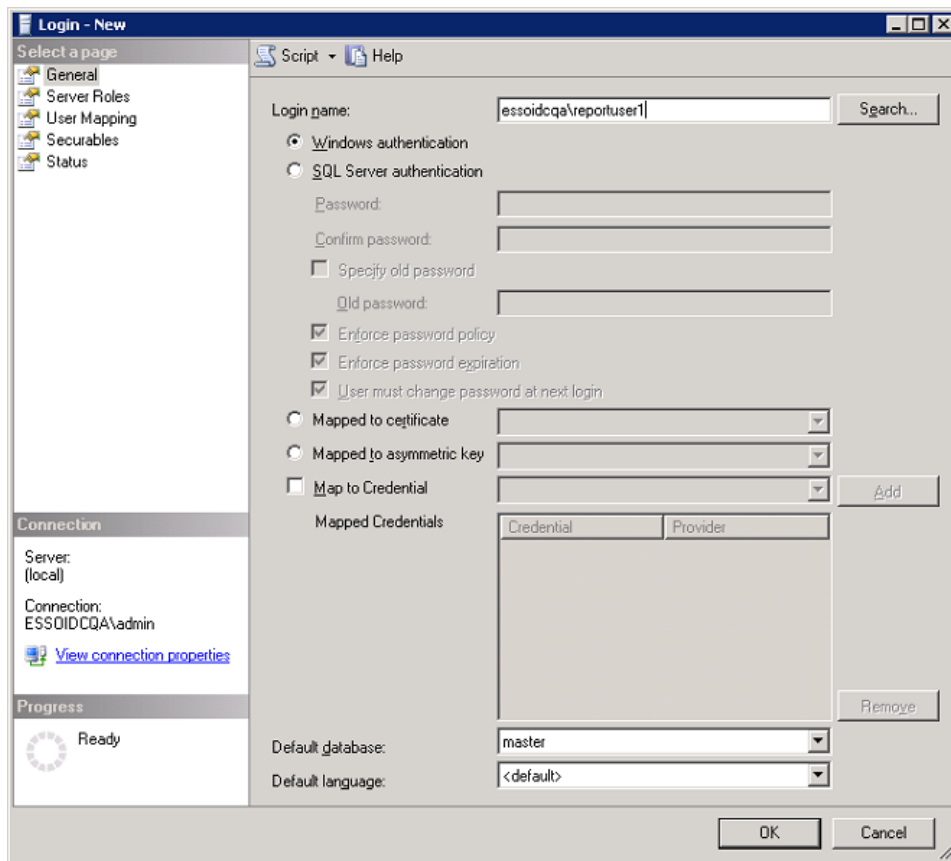 Login - New
Select a page
General
Server Roles
User Mapping
Securables
Status
Script
Help
Login name:
essoidcqa\reportuser1
Search...
Windows authentication
SQL Server authentication
Password:
Confirm password:
Specify old password
Old password:
Enforce password policy
Enforce password expiration
User must change password at next login
Mapped to certificate
Mapped to asymmetric key
Map to Credential
Add
Mapped Credentials
Credential
Provider
Remove
Default database:
master
Default language:
<default>
Connection
Server:
(local)
Connection:
ESSOIDCQA\admin
View connection properties
Progress
Ready
OK
Cancel